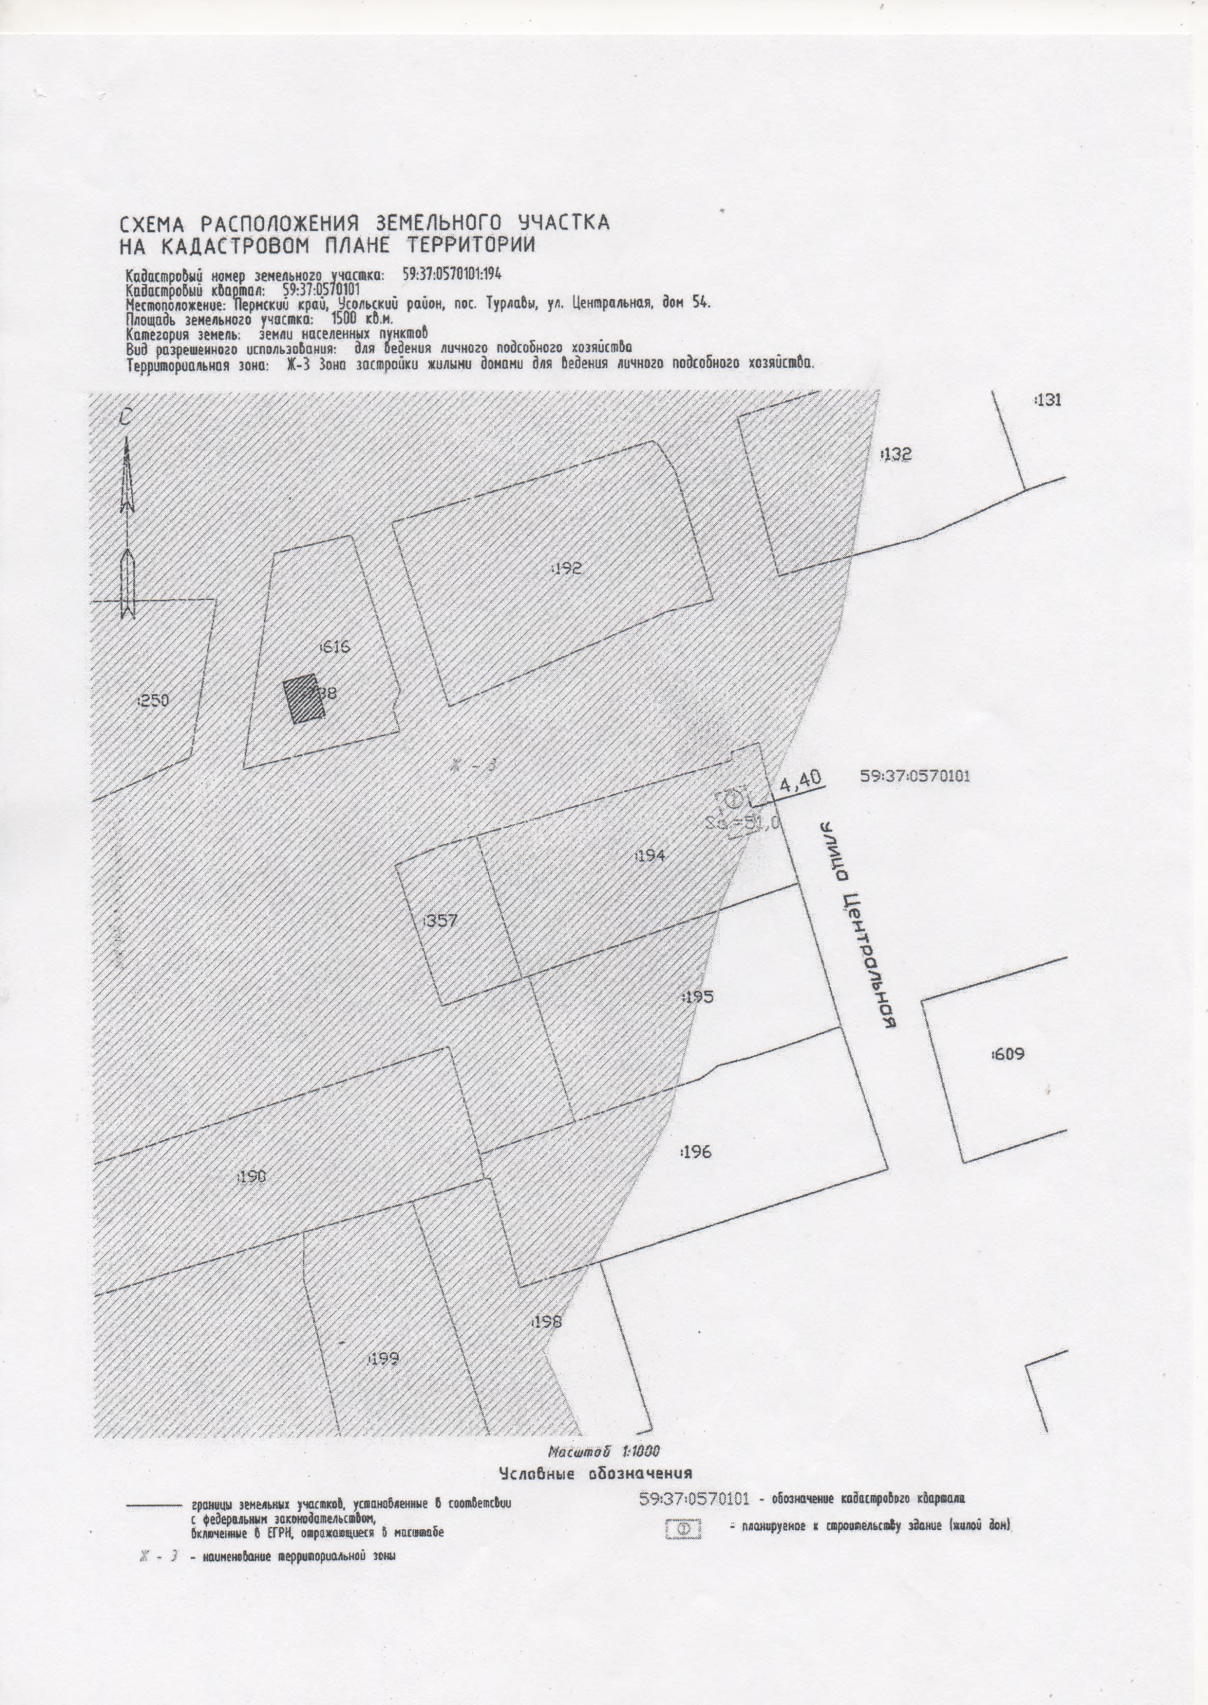 СХЕМА РАСПОЛОЖЕНИЯ ЗЕМЕЛЬНОГО УЧАСТКА
НА КАДАСТРОВОМ ПЛАНЕ ТЕРРИТОРИИ
Кадастровый номер земельного участка: 59:37:0570101:194
Кадастровый квартал: 59:37:0570101
Местоположение: Пермский край, Усольский район, пос. Турлавы, ул. Центральная, дом 54.
Площадь земельного участка: 1500 кв.м.
Категория земель: земли населенных пунктов
Вид разрешенного использования: для ведения личного подсобного хозяйства
Территориальная зона: Ж-3 Зона застройки жилыми домами для ведения личного подсобного хозяйства.
С
:131
:132
:192
:616
:250
Ж - 3
4,40
59:37:0570101
:194
улица Центральная
:357
:195
:609
:196
:190
:198
:199
Масштаб 1:1000
Условные обозначения
границы земельных участков, установленные в соответсвии
с федеральным законодательством,
включенные в ЕГРН, отражающиеся в масштабе
Ж - 3 - наименование территориальной зоны
59:37:0570101 - обозначение кадастрового квартала
- планируемое к строительству здание (жилой дом)